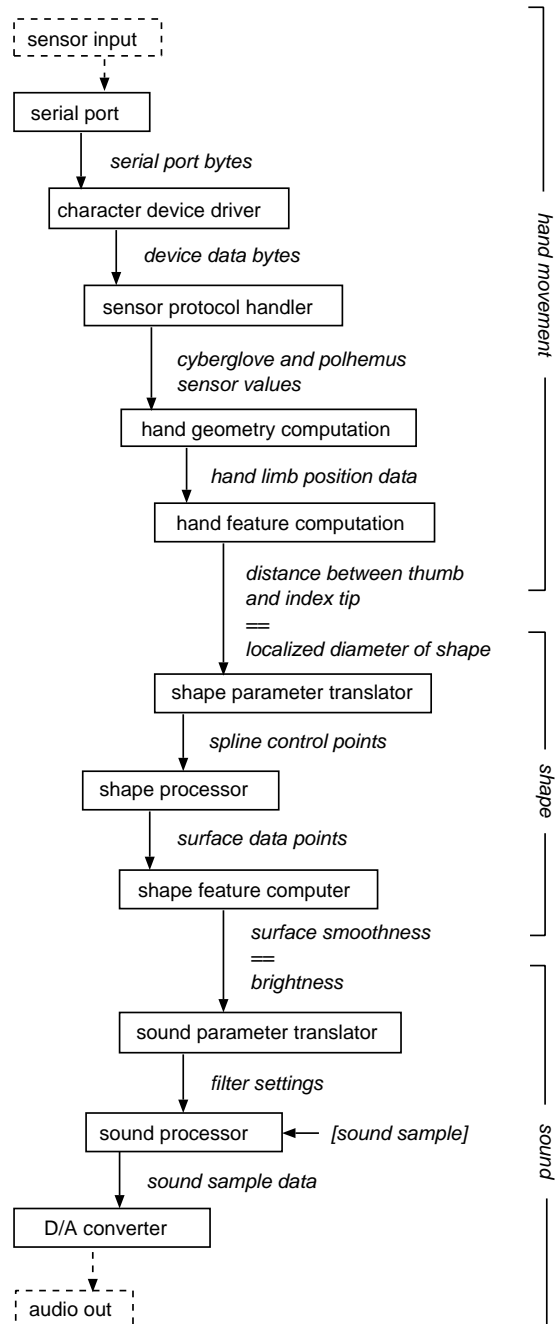 sensor input
serial port
serial port bytes
character device driver
device data bytes
sensor protocol handler
cyberglove and polhemus
sensor values
hand geometry computation
hand limb position data
hand feature computation
distance between thumb
and index tip
==
localized diameter of shape
hand movement
shape parameter translator
spline control points
shape processor
surface data points
shape feature computer
shape
surface smoothness
==
brightness
sound parameter translator
filter settings
sound processor
[sound sample]
sound sample data
D/A converter
audio out
sound